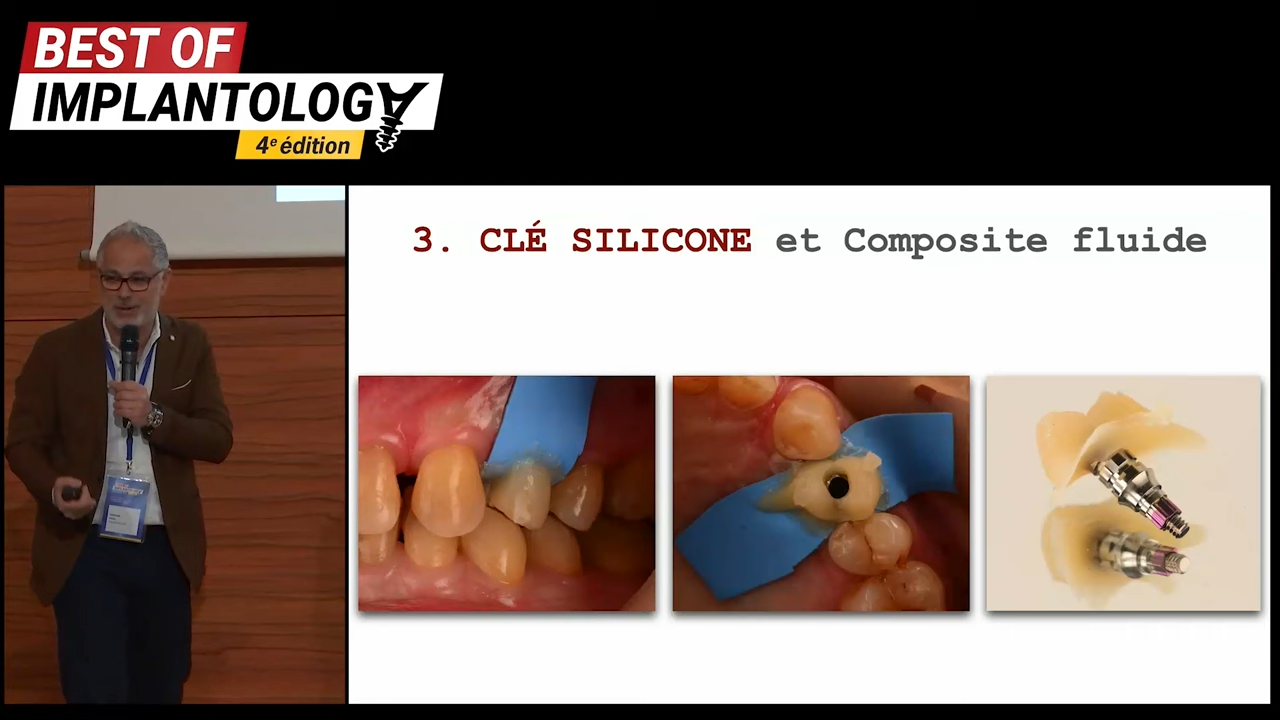 BEST OF
IMPLANTOLOGY
4e édition
3. CLÉ SILICONE et Composite fluide